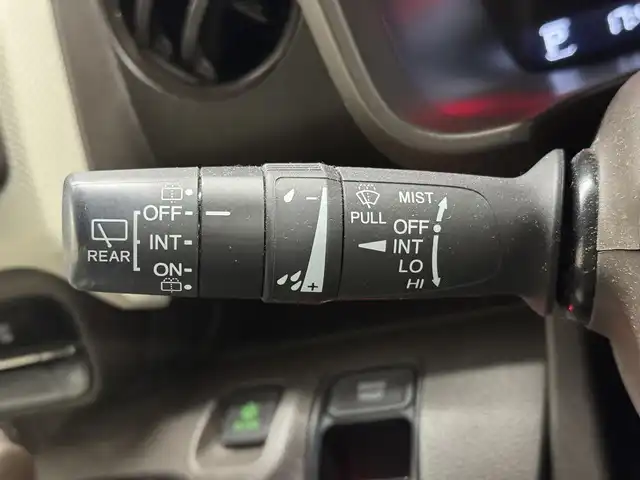 OFF
INT
ON
REAR
-
+
PULL
MIST
OFF
INT
LO
HI
E